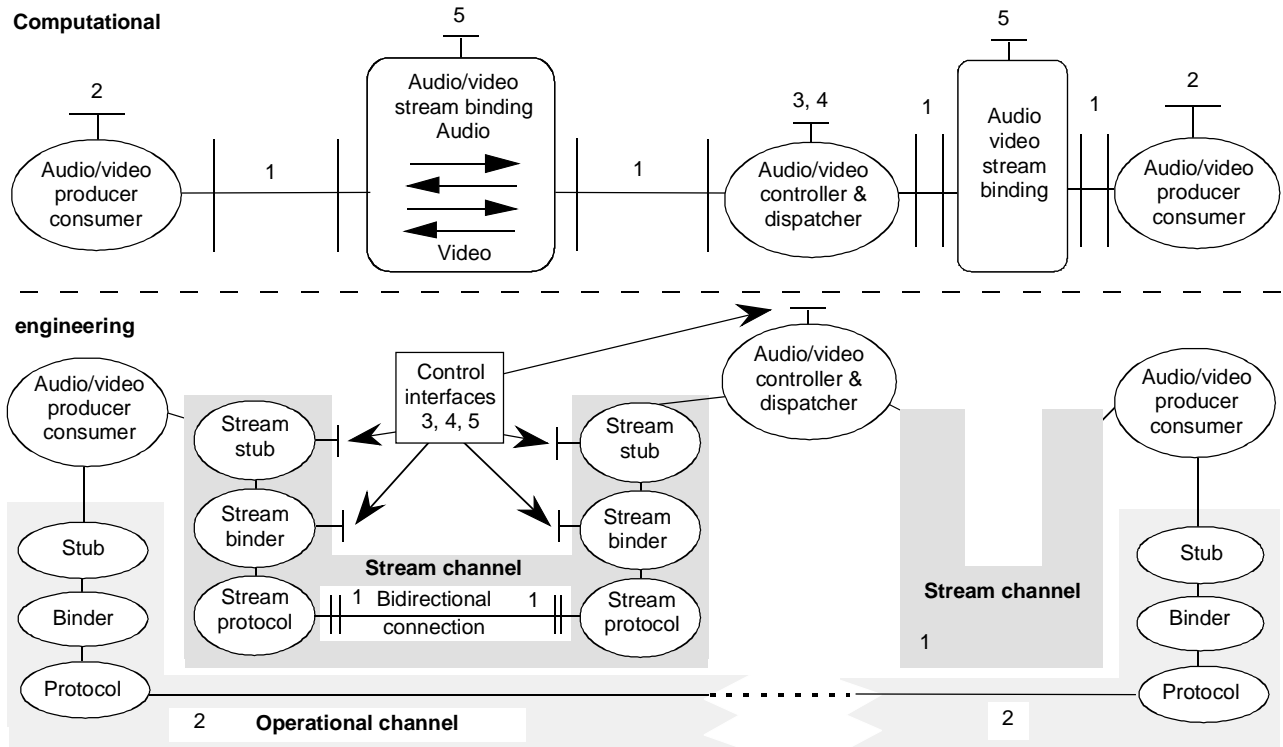 Computational
5
5
2
2
3, 4
1
1
1
1
Audio/video
stream binding
Audio
Video
Audio/video
producer
consumer
Audio/video
controller &
dispatcher
Audio
video
stream
binding
Audio/video
producer
consumer
engineering
Audio/video
producer
consumer
Control
interfaces
3, 4, 5
Audio/video
controller &
dispatcher
Audio/video
producer
consumer
Stream
stub
Stream
stub
Stream
binder
Stream
binder
Stream channel
Stream
protocol
1
Bidirectional
connection
1
Stream
protocol
Stream channel
1
Stub
Binder
Protocol
Stub
Binder
Protocol
2
Operational channel
2